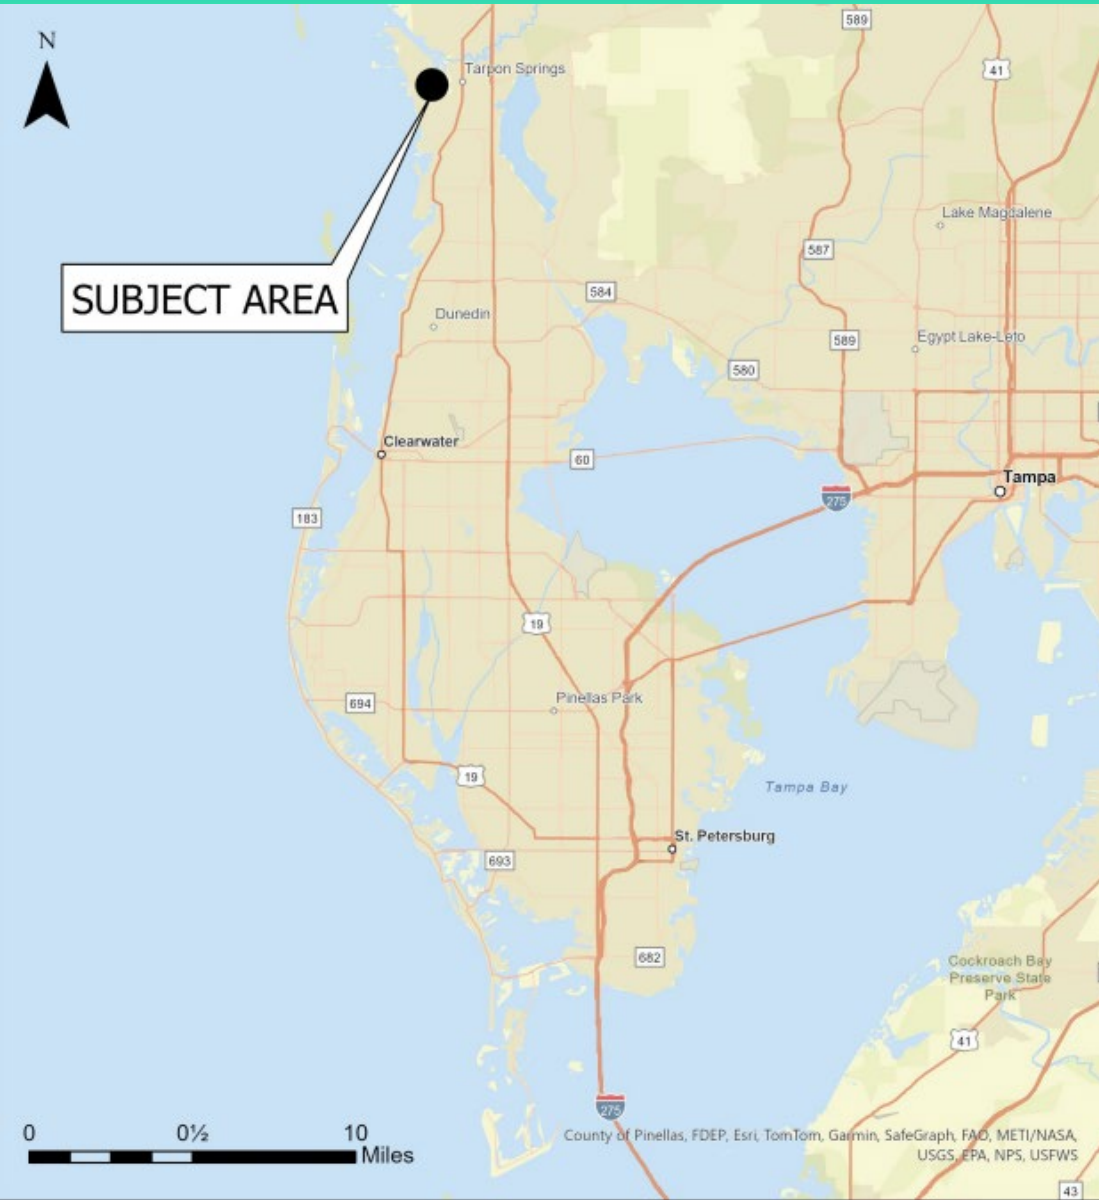 589
N
Tarpon Springs
41
Lake Magdalene
587
SUBJECT AREA
584
Dunedin
589
Egypt Lake-Leto
580
Clearwater
60
Tampa
275
183
19
694
Pinellas Park
19
Tampa Bay
St. Petersburg
693
682
Cockroach Bay
Preserve State
Park
41
275
0 0½ 10
Miles
County of Pinellas, FDEP, Esri, TomTom, Garmin, SafeGraph, FAO, METI/NASA,
USGS, EPA, NPS, USFWS
43